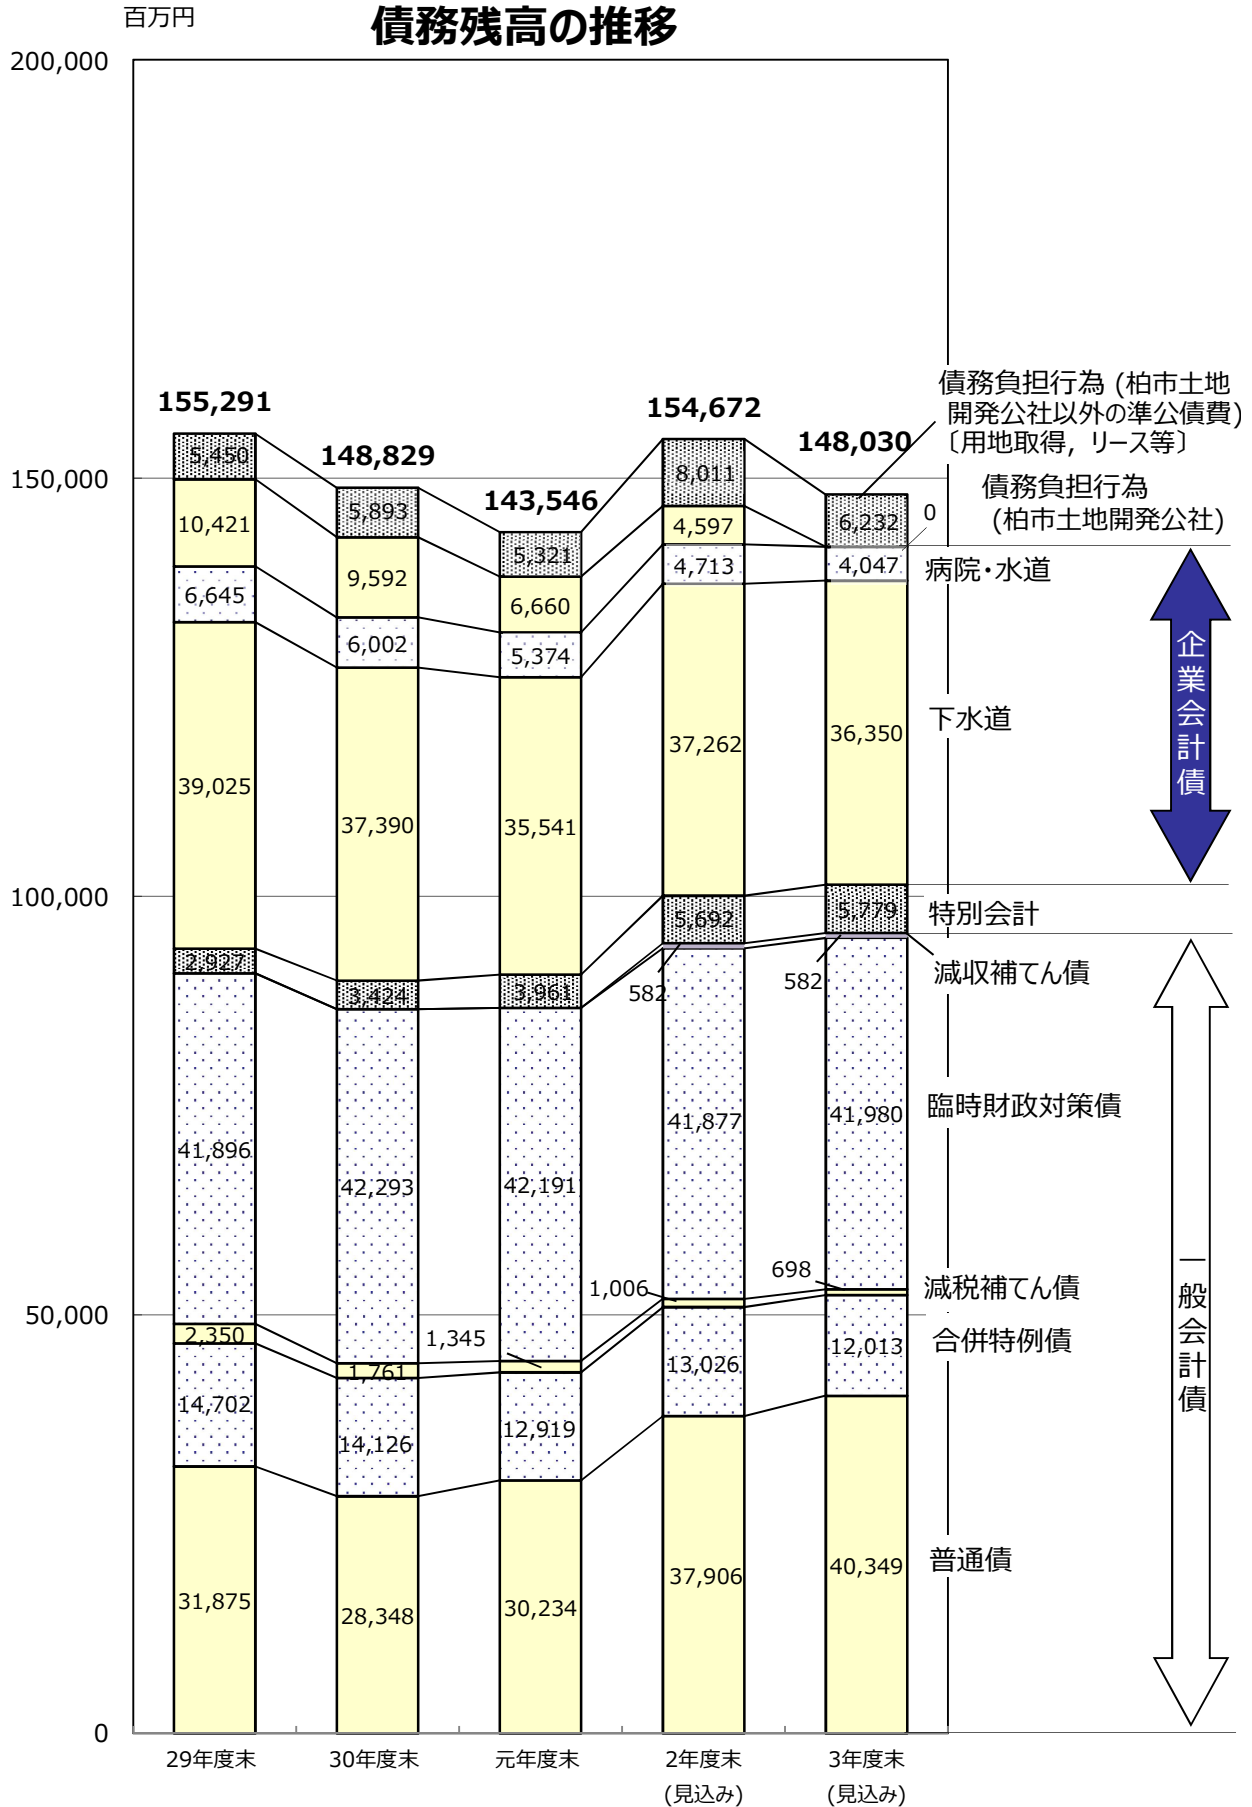 百万円
債務残高の推移
200,000
150,000
100,000
50,000
0
155,291
5,450
10,421
6,645
39,025
2,927
41,896
2,350
14,702
31,875
148,829
5,893
9,592
6,002
37,390
3,424
42,293
1,761
14,126
28,348
143,546
5,321
6,660
5,374
35,541
3,961
42,191
1,345
12,919
30,234
154,672
8,011
4,597
4,713
37,262
5,692
582
41,877
1,006
13,026
37,906
148,030
6,232
0
4,047
36,350
5,779
582
41,980
698
12,013
40,349
債務負担行為 (柏市土地
開発公社以外の準公債費)
〔用地取得, リース等〕
債務負担行為
(柏市土地開発公社)
病院・水道
下水道
特別会計
減収補てん債
臨時財政対策債
減税補てん債
合併特例債
普通債
企業会計債
一般会計債
29年度末
30年度末
元年度末
2年度末
(見込み)
3年度末
(見込み)